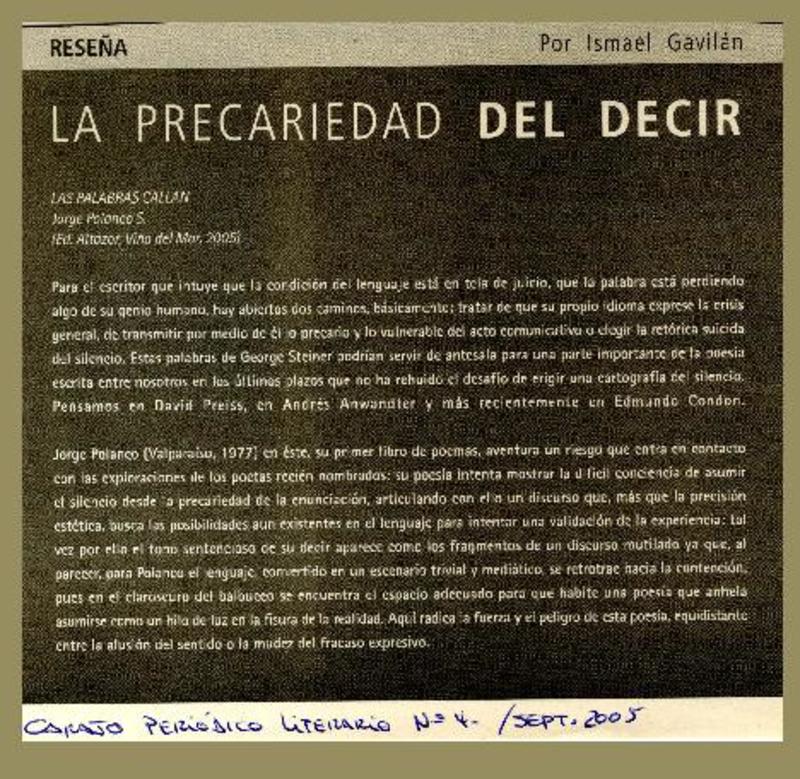 RESEÑA
Por Ismael Gavilán
LA PRECARIEDAD DEL DECIR
LAS PALABRAS CALLAN
Jorge Polanco S.
(Ed. Altazor, Viña del Mar, 2005)
Para el escritor que intuye que la condición del lenguaje está en tela de juicio, que la palabra está perdiendo
algo de su genio humano, hay abiertos dos caminos, básicamente: tratar de que su propio idioma exprese la crisis
general, de transmitir por medio de él lo precario y lo vulnerable del acto comunicativo o elegir la retórica suicida
del silencio. Estas palabras de George Steiner podrían servir de antesala para una parte importante de la poesía
escrita entre nosotros en los últimos plazos que no ha rehuido el desafío de erigir una cartografía del silencio.
Pensamos en David Preiss, en Andrés Anwandter y más recientemente en Edmundo Condon.
Jorge Polanco (Valparaíso, 1977) en éste, su primer libro de poemas, aventura un riesgo que entra en contacto
con las exploraciones de los poetas recién nombrados: su poesía intenta mostrar la difícil conciencia de asumir
el silencio desde la precariedad de la enunciación, articulando con ello un discurso que, más que la precisión
estética, busca las posibilidades aun existentes en el lenguaje para intentar una validación de la experiencia: tal
vez por ello el tono sentencioso de su decir aparece como los fragmentos de un discurso mutilado ya que, al
parecer, para Polanco el lenguaje, convertido en un escenario trivial y mediático, se retrotrae hacia la contención,
pues en el claroscuro del balbuceo se encuentra el espacio adecuado para que habite una poesía que anhela
asumirse como un hilo de luz en la fisura de la realidad. Aquí radica la fuerza y el peligro de esta poesía, equidistante
entre la alusión del sentido o la mudez del fracaso expresivo.
CARAJO PERIÓDICO LITERARIO Nº 4. /SEPT. 2005